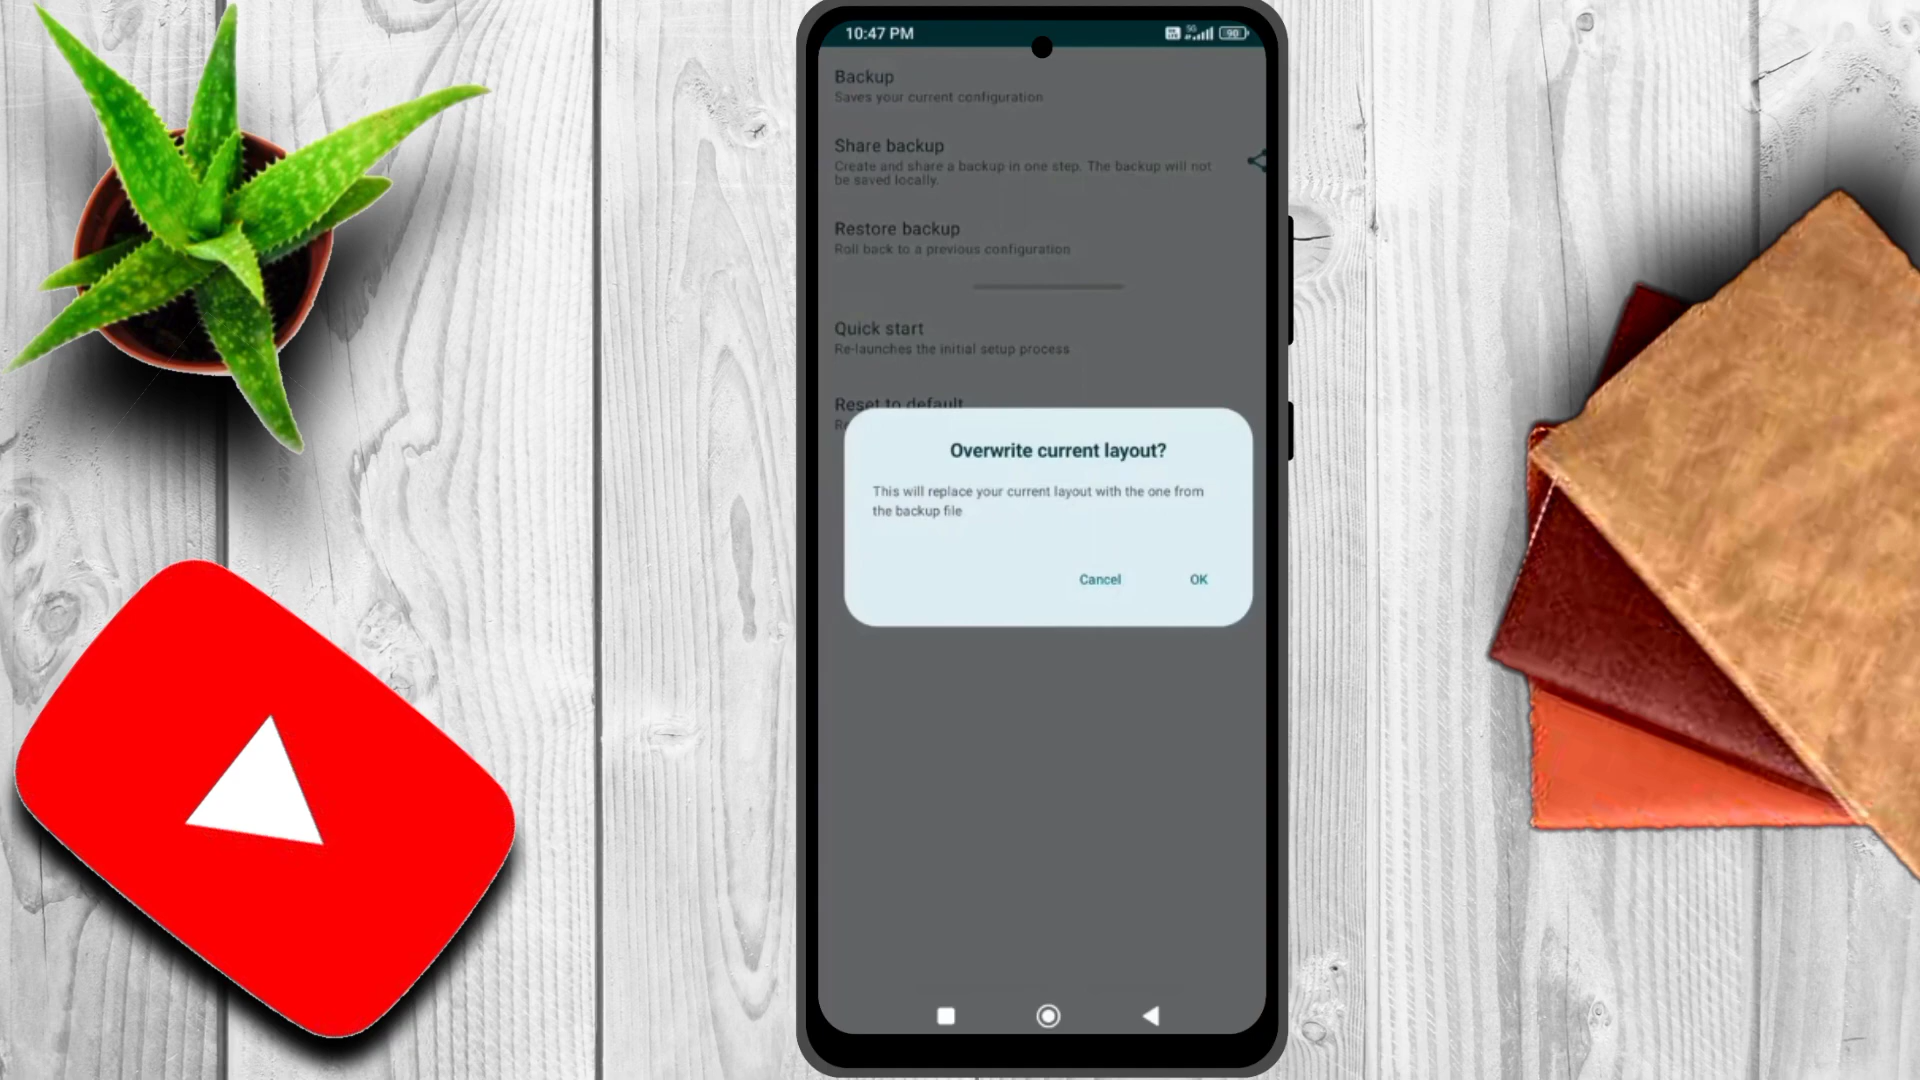 10:47 PM
5G
90
Backup
Saves your current configuration
Share backup
Create and share a backup in one step. The backup will not
be saved locally.
Restore backup
Roll back to a previous configuration
Quick start
Re-launches the initial setup process
Reset to default
Overwrite current layout?
This will replace your current layout with the one from
the backup file
Cancel
OK